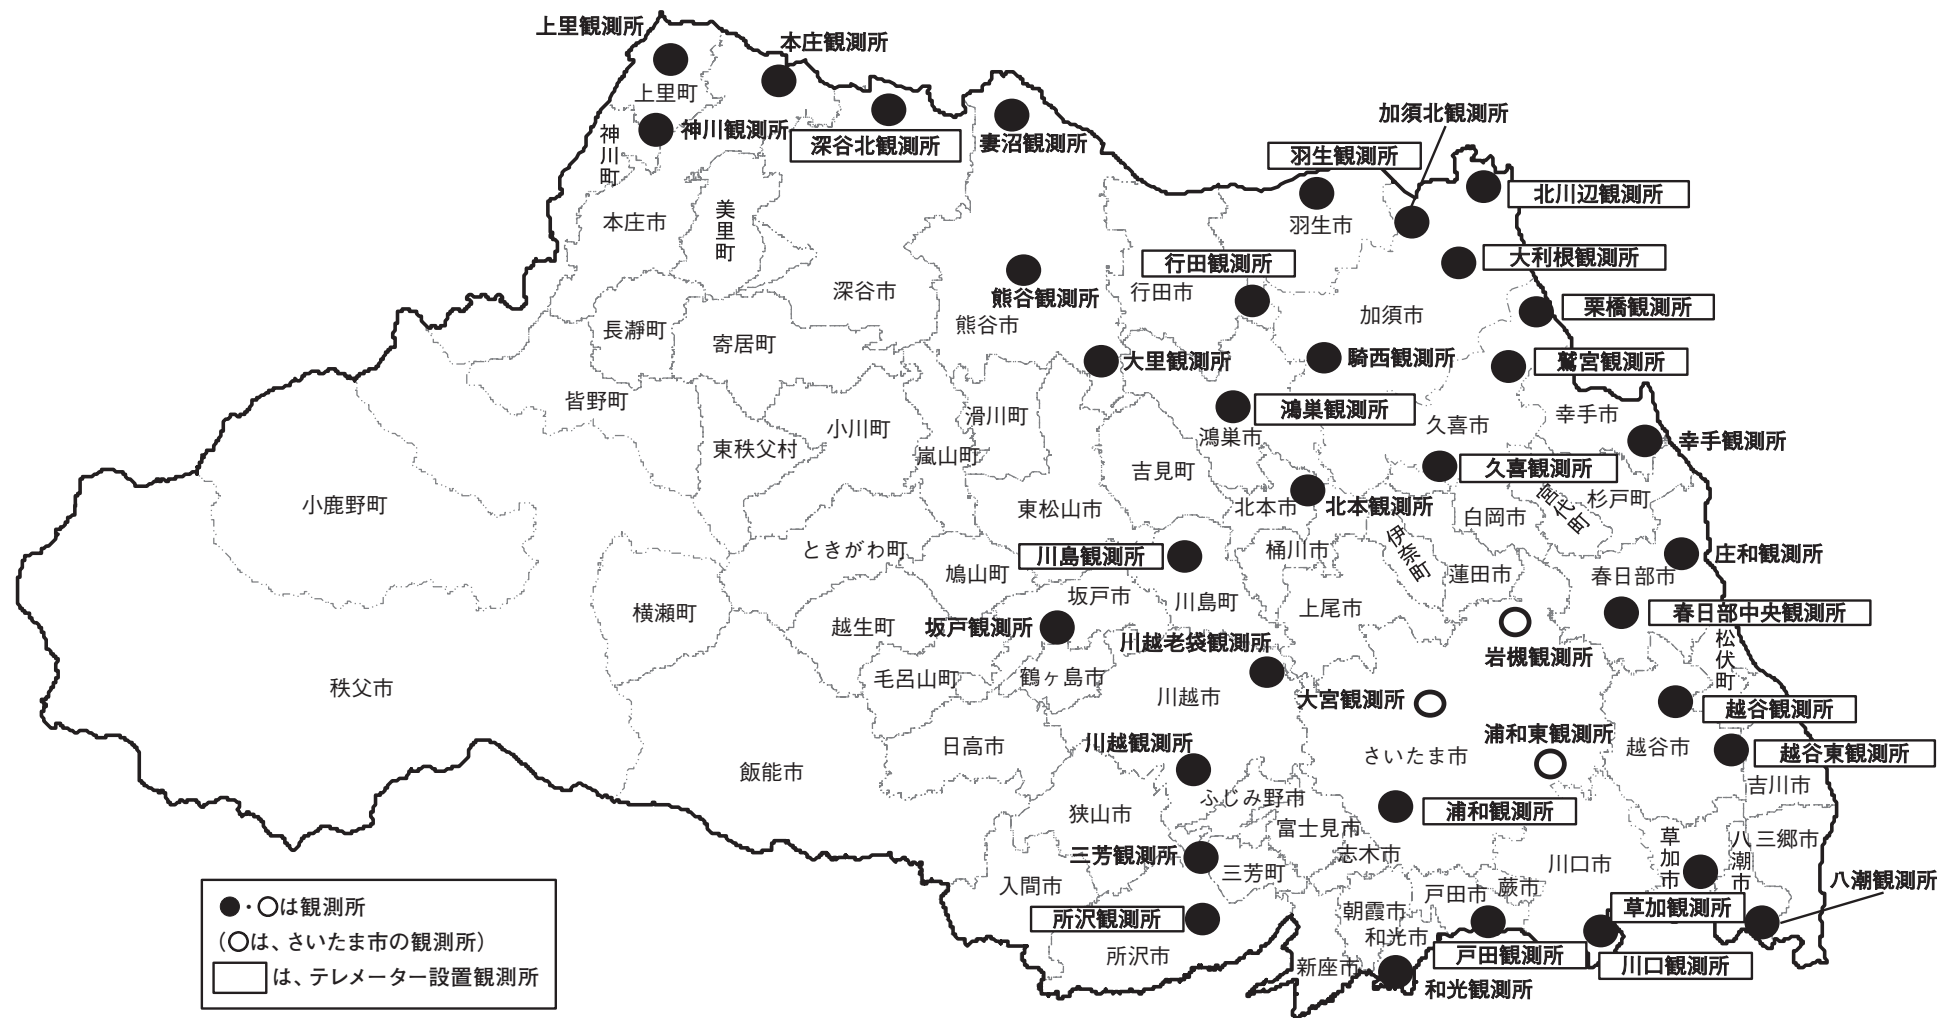 上里観測所
本庄観測所
上里町
神川観測所
神川町
深谷北観測所
妻沼観測所
加須北観測所
羽生観測所
北川辺観測所
羽生市
本庄市
美里町
行田観測所
大利根観測所
深谷市
熊谷観測所
行田市
栗橋観測所
熊谷市
加須市
長瀞町
寄居町
大里観測所
騎西観測所
鷲宮観測所
皆野町
滑川町
鴻巣観測所
幸手市
小川町
鴻巣市
久喜市
東秩父村
嵐山町
幸手観測所
吉見町
久喜観測所
小鹿野町
東松山市
北本市
北本観測所
白岡市
宮代町
杉戸町
ときがわ町
川島観測所
桶川市
伊奈町
庄和観測所
鳩山町
蓮田市
春日部市
坂戸市
川島町
上尾市
横瀬町
越生町
坂戸観測所
春日部中央観測所
川越老袋観測所
岩槻観測所
松伏町
秩父市
毛呂山町
鶴ヶ島市
川越市
大宮観測所
越谷観測所
日高市
川越観測所
浦和東観測所
飯能市
さいたま市
越谷市
越谷東観測所
吉川市
ふじみ野市
狭山市
浦和観測所
富士見市
三芳観測所
志木市
草加市
八潮市
三郷市
川口市
入間市
三芳町
戸田市
蕨市
八潮観測所
所沢観測所
朝霞市
草加観測所
和光市
所沢市
戸田観測所
新座市
川口観測所
和光観測所
●・○は観測所
(○は、さいたま市の観測所)
は、テレメーター設置観測所